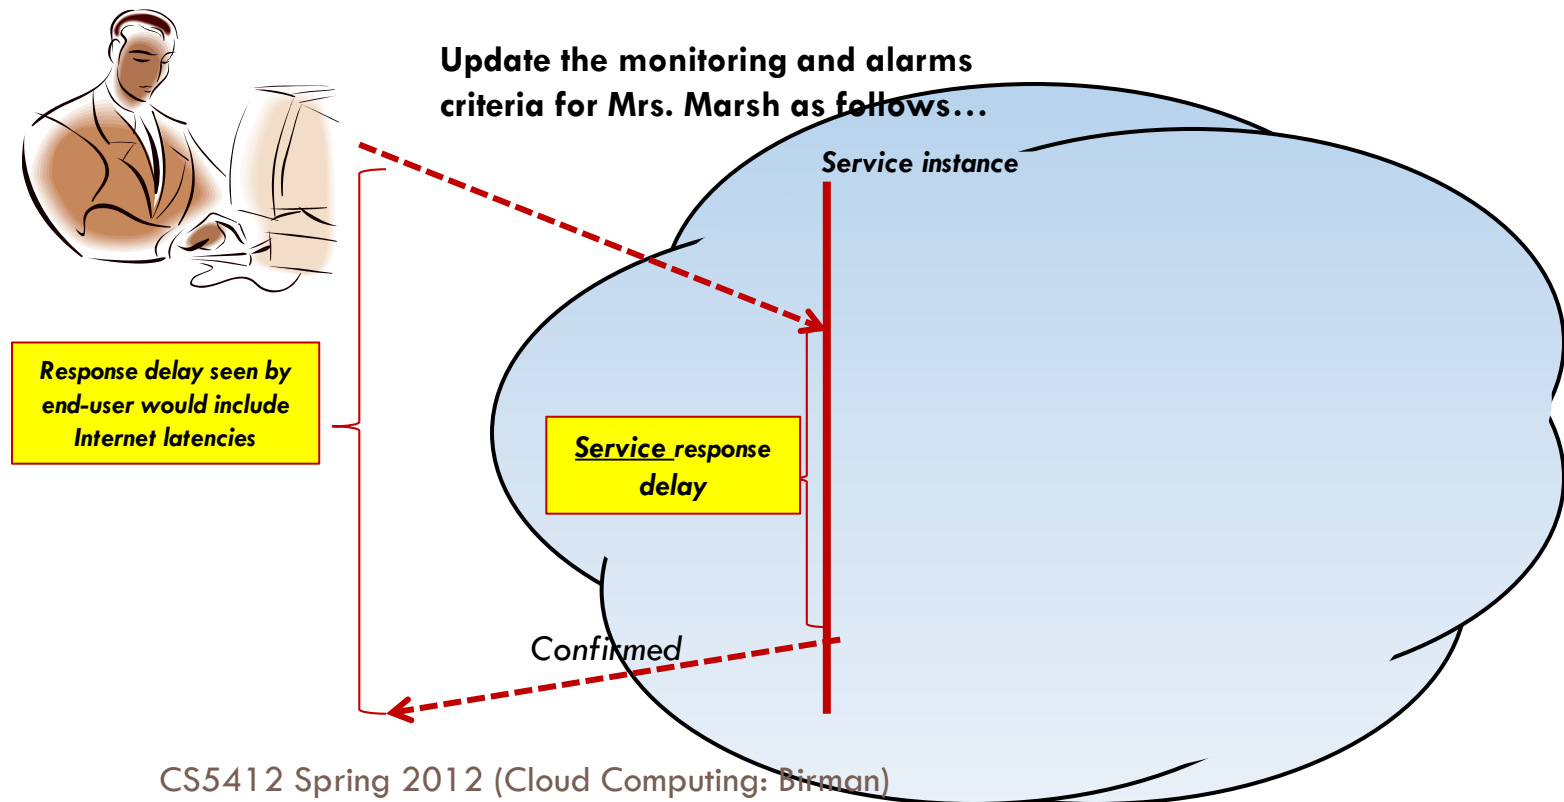 Update the monitoring and alarms
criteria for Mrs. Marsh as follows…
Service instance
Response delay seen by
end-user would include
Internet latencies
Service response
delay
Confirmed
CS5412 Spring 2012 (Cloud Computing: Birman)